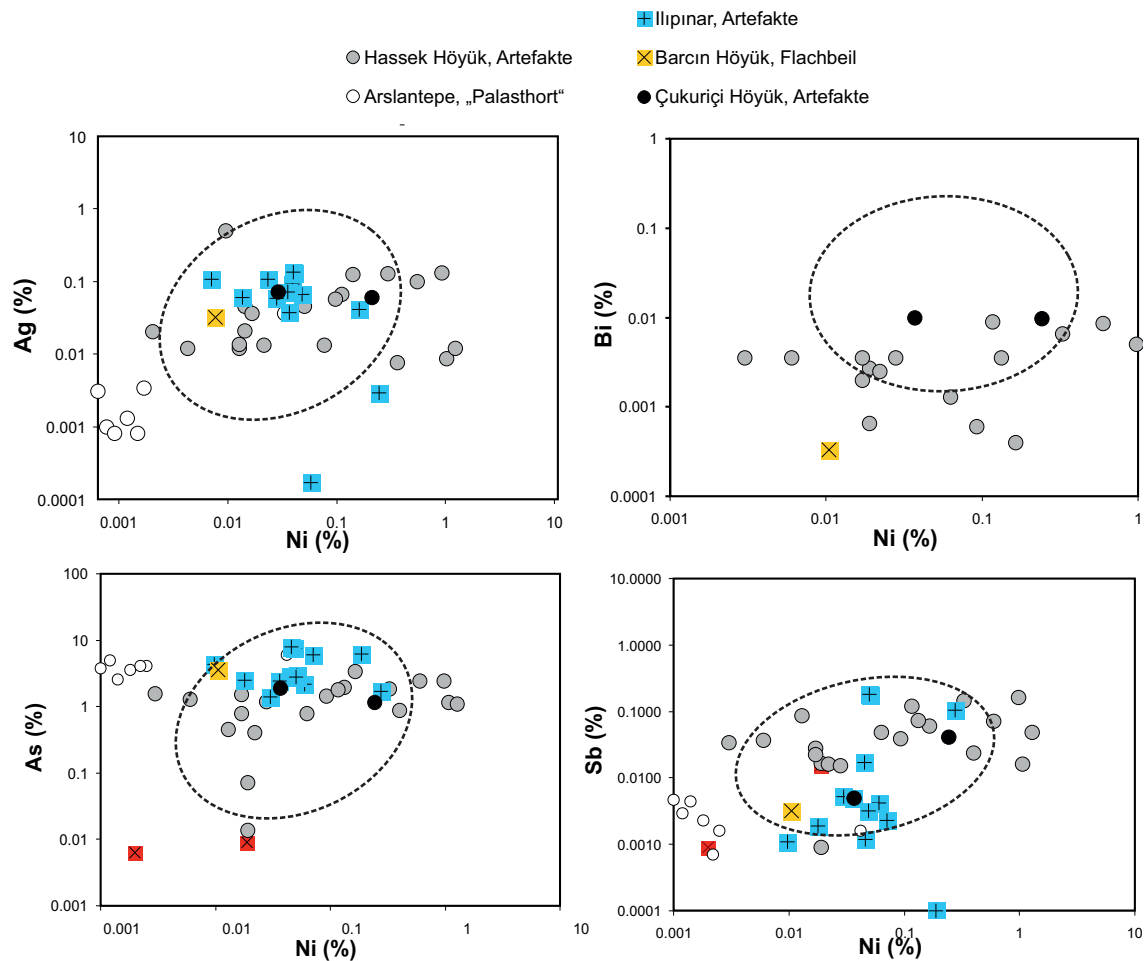 Ilıpınar, Artefakte
Hassek Höyük, Artefakte
Barcın Höyük, Flachbeil
Arslantepe, „Palasthort“
Çukuriçi Höyük, Artefakte
10
1
0.1
0.01
0.001
0.0001
Ag (%)
0.001 0.01 0.1 1 10
Ni (%)
1
0.1
0.01
0.001
0.0001
Bi (%)
0.001 0.01 0.1 1
Ni (%)
100
10
1
0.1
0.01
0.001
As (%)
0.001 0.01 0.1 1 10
Ni (%)
10.0000
1.0000
0.1000
0.0100
0.0010
0.0001
Sb (%)
0.001 0.01 0.1 1 10
Ni (%)